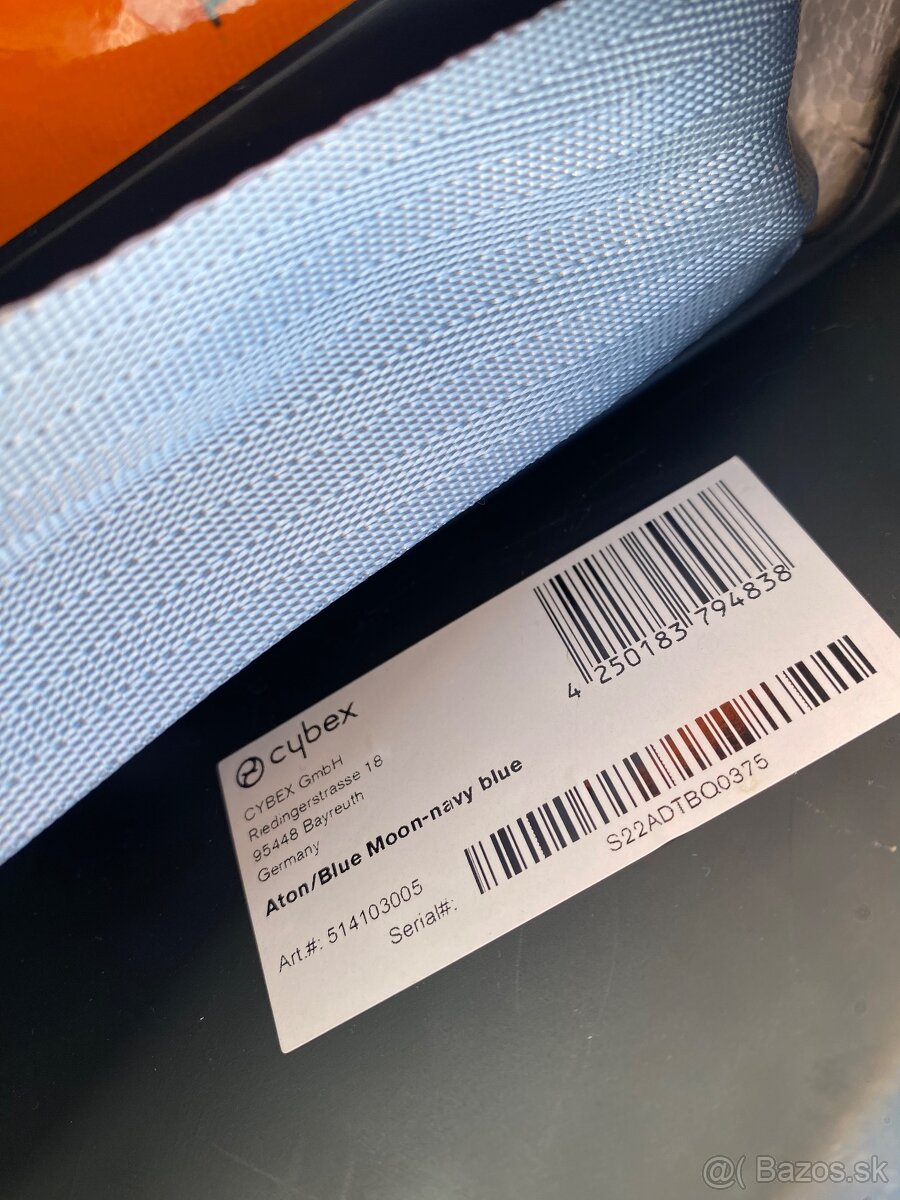 4 250183 794838
cybex
CYBEX GmbH
Riedingerstrasse 18
95448 Bayreuth
Germany
Aton/Blue Moon-navy blue
Art.#: 514103005
Serial#:
S22ADTBQ0375
@( Bazos.sk